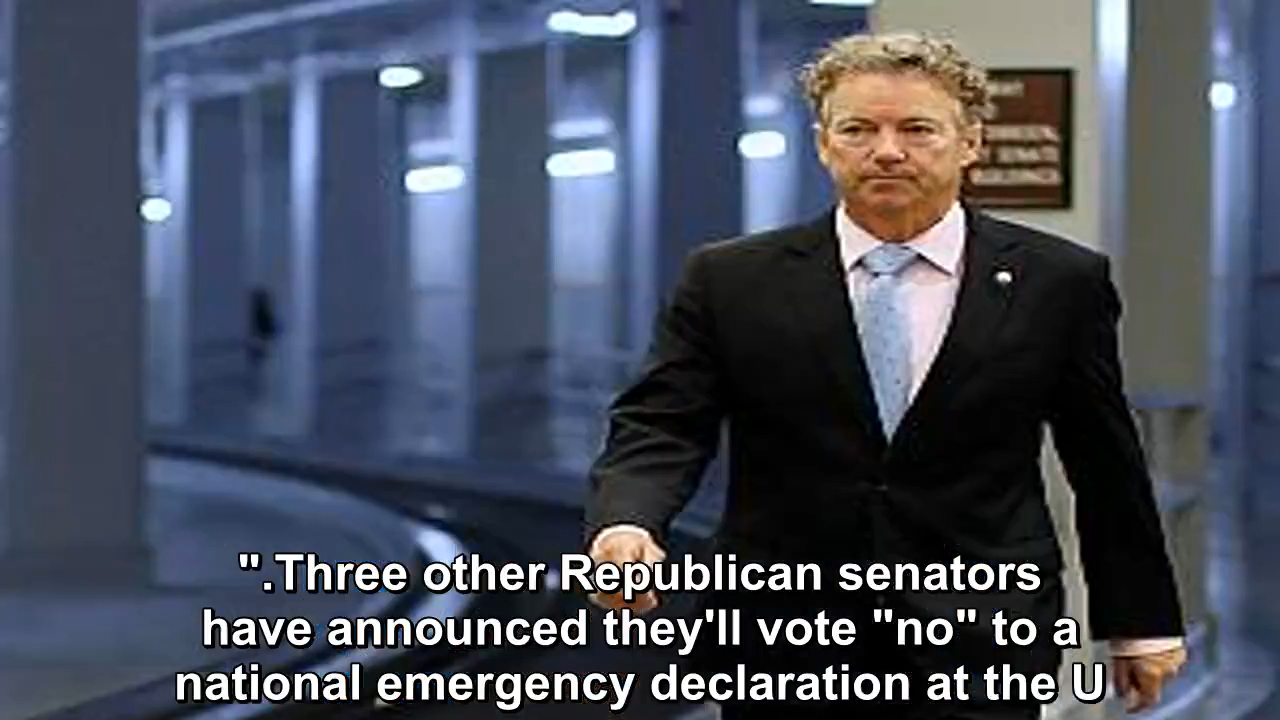 ".Three other Republican senators
have announced they'll vote "no" to a
national emergency declaration at the U